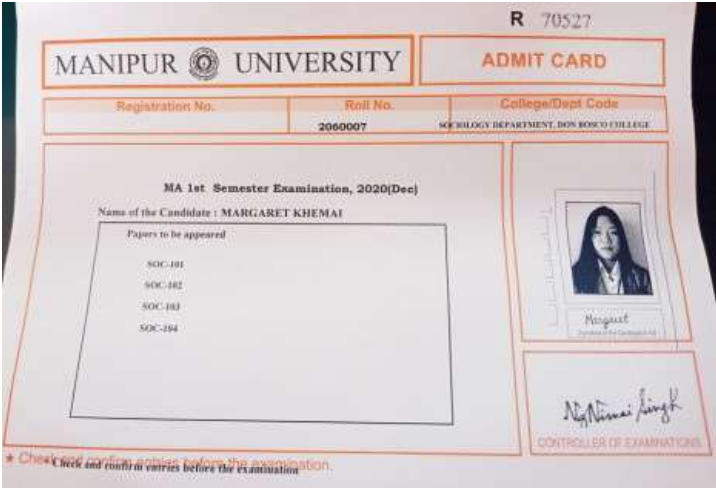 R 70527
MANIPUR UNIVERSITY
ADMIT CARD
Registration No.
Roll No.
College/Dept Code
2060007
SOCIOLOGY DEPARTMENT, DON BOSCO COLLEGE
MA 1st Semester Examination, 2020(Dec)
Name of the Candidate : MARGARET KHEMAI
Papers to be appeared
SOC-101
SOC-102
SOC-103
SOC-104
Margaret
Ng Nimai Singh
CONTROLLER OF EXAMINATIONS
* Check and confirm entries before the examination.
* Check and confirm entries before the examination